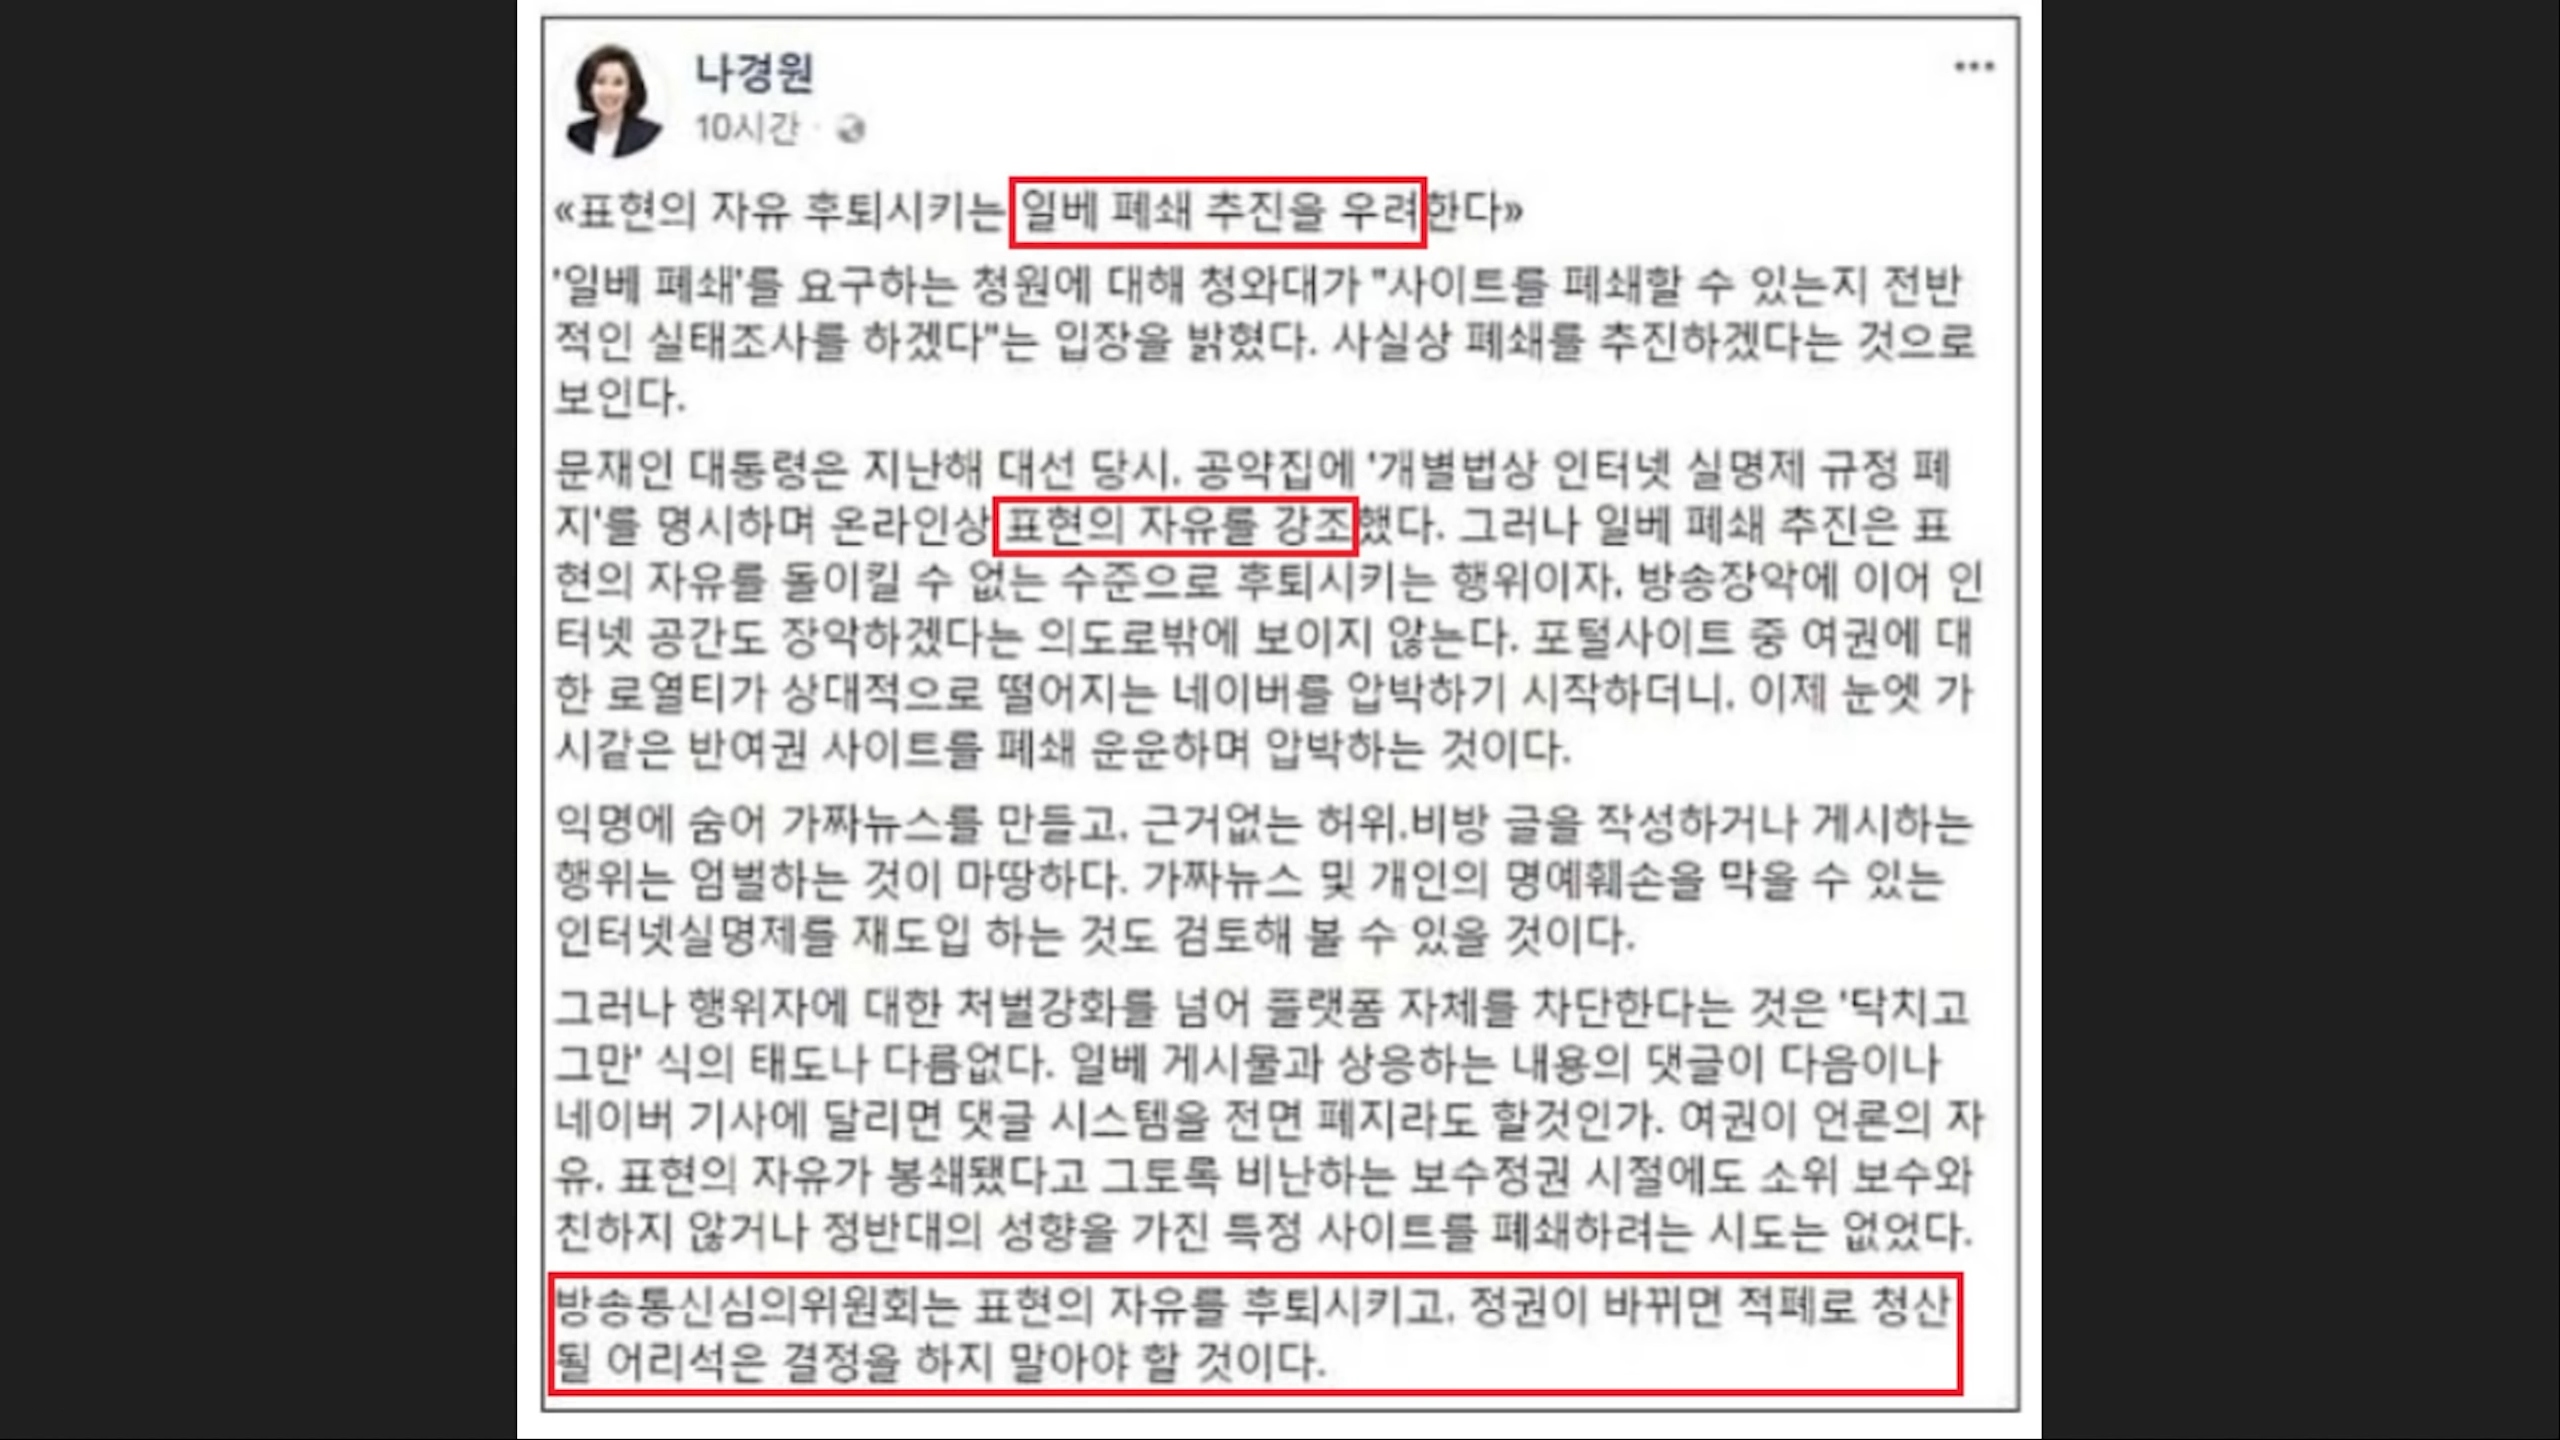 나경원
10시간 ·
«표현의 자유 후퇴시키는 일베 폐쇄 추진을 우려한다»
'일베 폐쇄'를 요구하는 청원에 대해 청와대가 "사이트를 폐쇄할 수 있는지 전반
적인 실태조사를 하겠다"는 입장을 밝혔다. 사실상 폐쇄를 추진하겠다는 것으로
보인다.
문재인 대통령은 지난해 대선 당시, 공약집에 '개별법상 인터넷 실명제 규정 폐
지'를 명시하며 온라인상 표현의 자유를 강조했다. 그러나 일베 폐쇄 추진은 표
현의 자유를 돌이킬 수 없는 수준으로 후퇴시키는 행위이자, 방송장악에 이어 인
터넷 공간도 장악하겠다는 의도로밖에 보이지 않는다. 포털사이트 중 여권에 대
한 로열티가 상대적으로 떨어지는 네이버를 압박하기 시작하더니, 이제 눈엣 가
시같은 반여권 사이트를 폐쇄 운운하며 압박하는 것이다.
익명에 숨어 가짜뉴스를 만들고, 근거없는 허위,비방 글을 작성하거나 게시하는
행위는 엄벌하는 것이 마땅하다. 가짜뉴스 및 개인의 명예훼손을 막을 수 있는
인터넷실명제를 재도입 하는 것도 검토해 볼 수 있을 것이다.
그러나 행위자에 대한 처벌강화를 넘어 플랫폼 자체를 차단한다는 것은 '닥치고
그만' 식의 태도나 다름없다. 일베 게시물과 상응하는 내용의 댓글이 다음이나
네이버 기사에 달리면 댓글 시스템을 전면 폐지라도 할것인가. 여권이 언론의 자
유, 표현의 자유가 봉쇄됐다고 그토록 비난하는 보수정권 시절에도 소위 보수와
친하지 않거나 정반대의 성향을 가진 특정 사이트를 폐쇄하려는 시도는 없었다.
방송통신심의위원회는 표현의 자유를 후퇴시키고, 정권이 바뀌면 적폐로 청산
될 어리석은 결정을 하지 말아야 할 것이다.